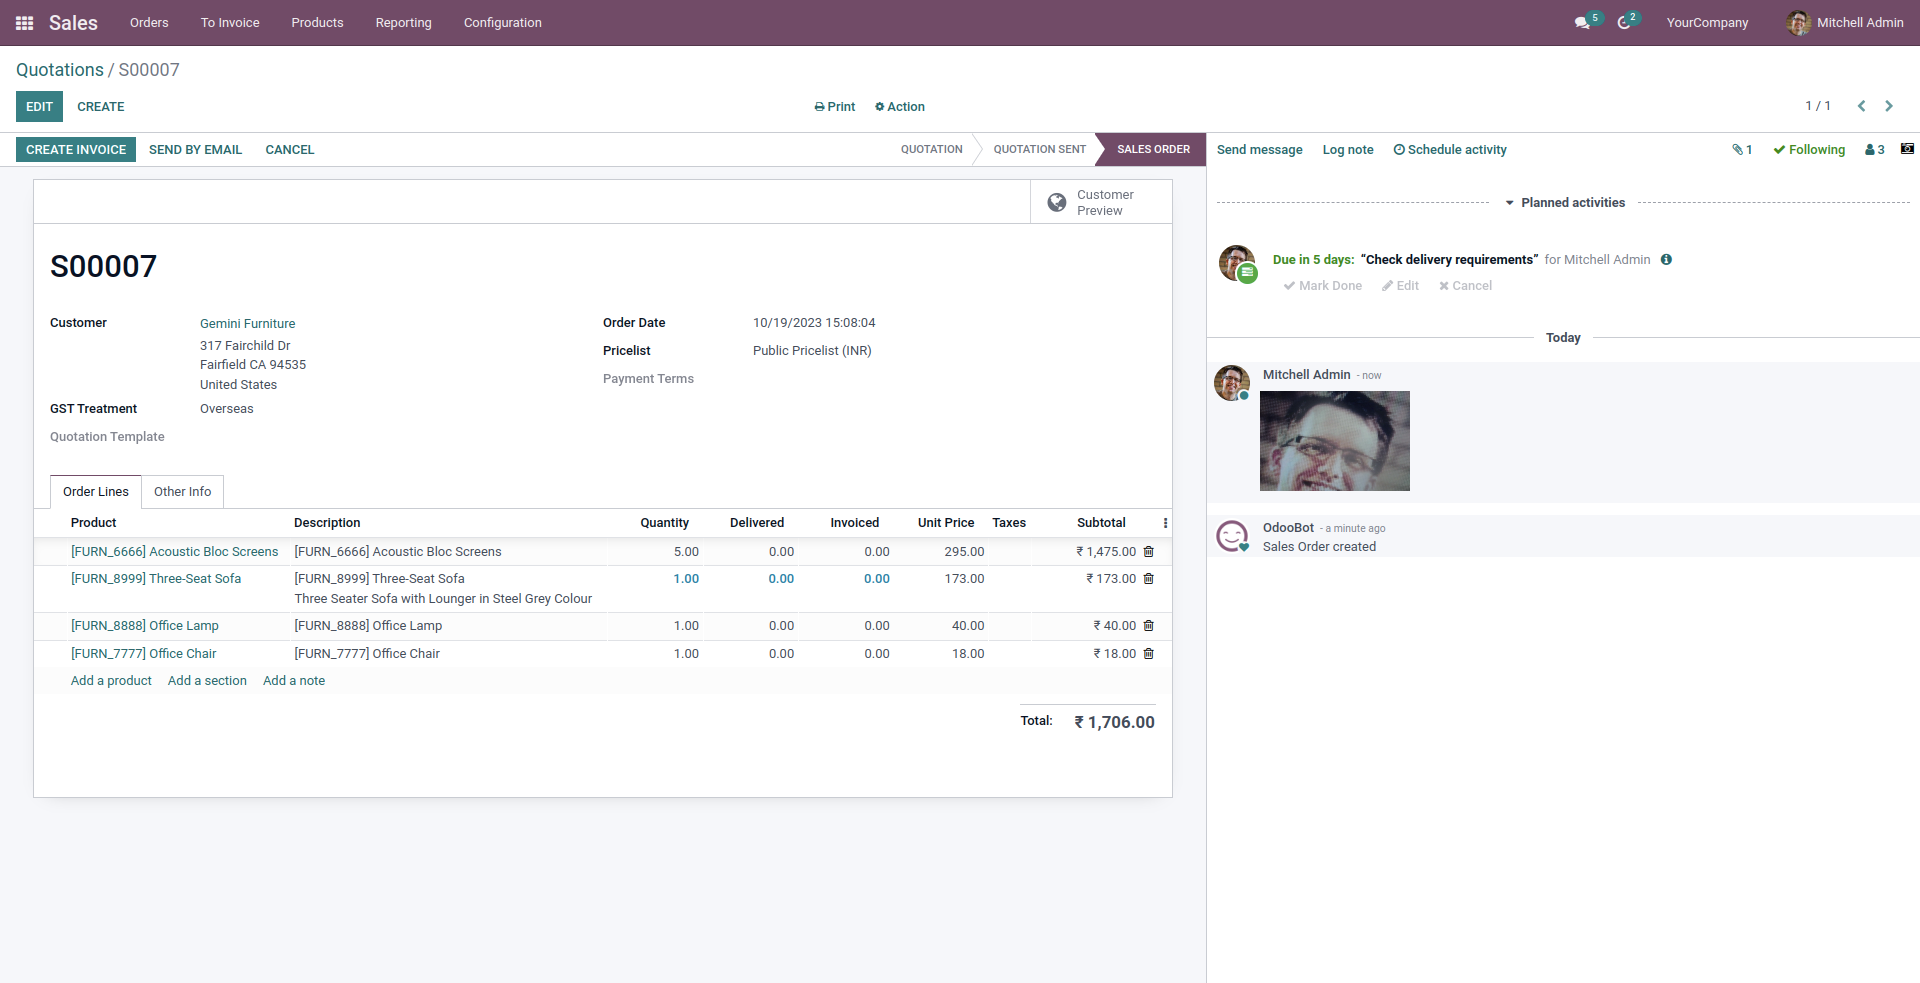 Sales Orders To Invoice Products Reporting Configuration 5 2 YourCompany Mitchell Admin
Quotations / S00007
EDIT CREATE Print Action 1 / 1
CREATE INVOICE SEND BY EMAIL CANCEL QUOTATION QUOTATION SENT SALES ORDER
Customer
Preview
S00007
Customer Gemini Furniture
317 Fairchild Dr
Fairfield CA 94535
United States
GST Treatment Overseas
Quotation Template
Order Date 10/19/2023 15:08:04
Pricelist Public Pricelist (INR)
Payment Terms
Order Lines Other Info
Product Description Quantity Delivered Invoiced Unit Price Taxes Subtotal
[FURN_6666] Acoustic Bloc Screens [FURN_6666] Acoustic Bloc Screens 5.00 0.00 0.00 295.00 ₹ 1,475.00
[FURN_8999] Three-Seat Sofa [FURN_8999] Three-Seat Sofa 1.00 0.00 0.00 173.00 ₹ 173.00
Three Seater Sofa with Lounger in Steel Grey Colour
[FURN_8888] Office Lamp [FURN_8888] Office Lamp 1.00 0.00 0.00 40.00 ₹ 40.00
[FURN_7777] Office Chair [FURN_7777] Office Chair 1.00 0.00 0.00 18.00 ₹ 18.00
Add a product Add a section Add a note
Total: ₹ 1,706.00
Send message Log note Schedule activity 1 Following 3
Planned activities
Due in 5 days: “Check delivery requirements” for Mitchell Admin
Mark Done Edit Cancel
Today
Mitchell Admin - now
OdooBot - a minute ago
Sales Order created